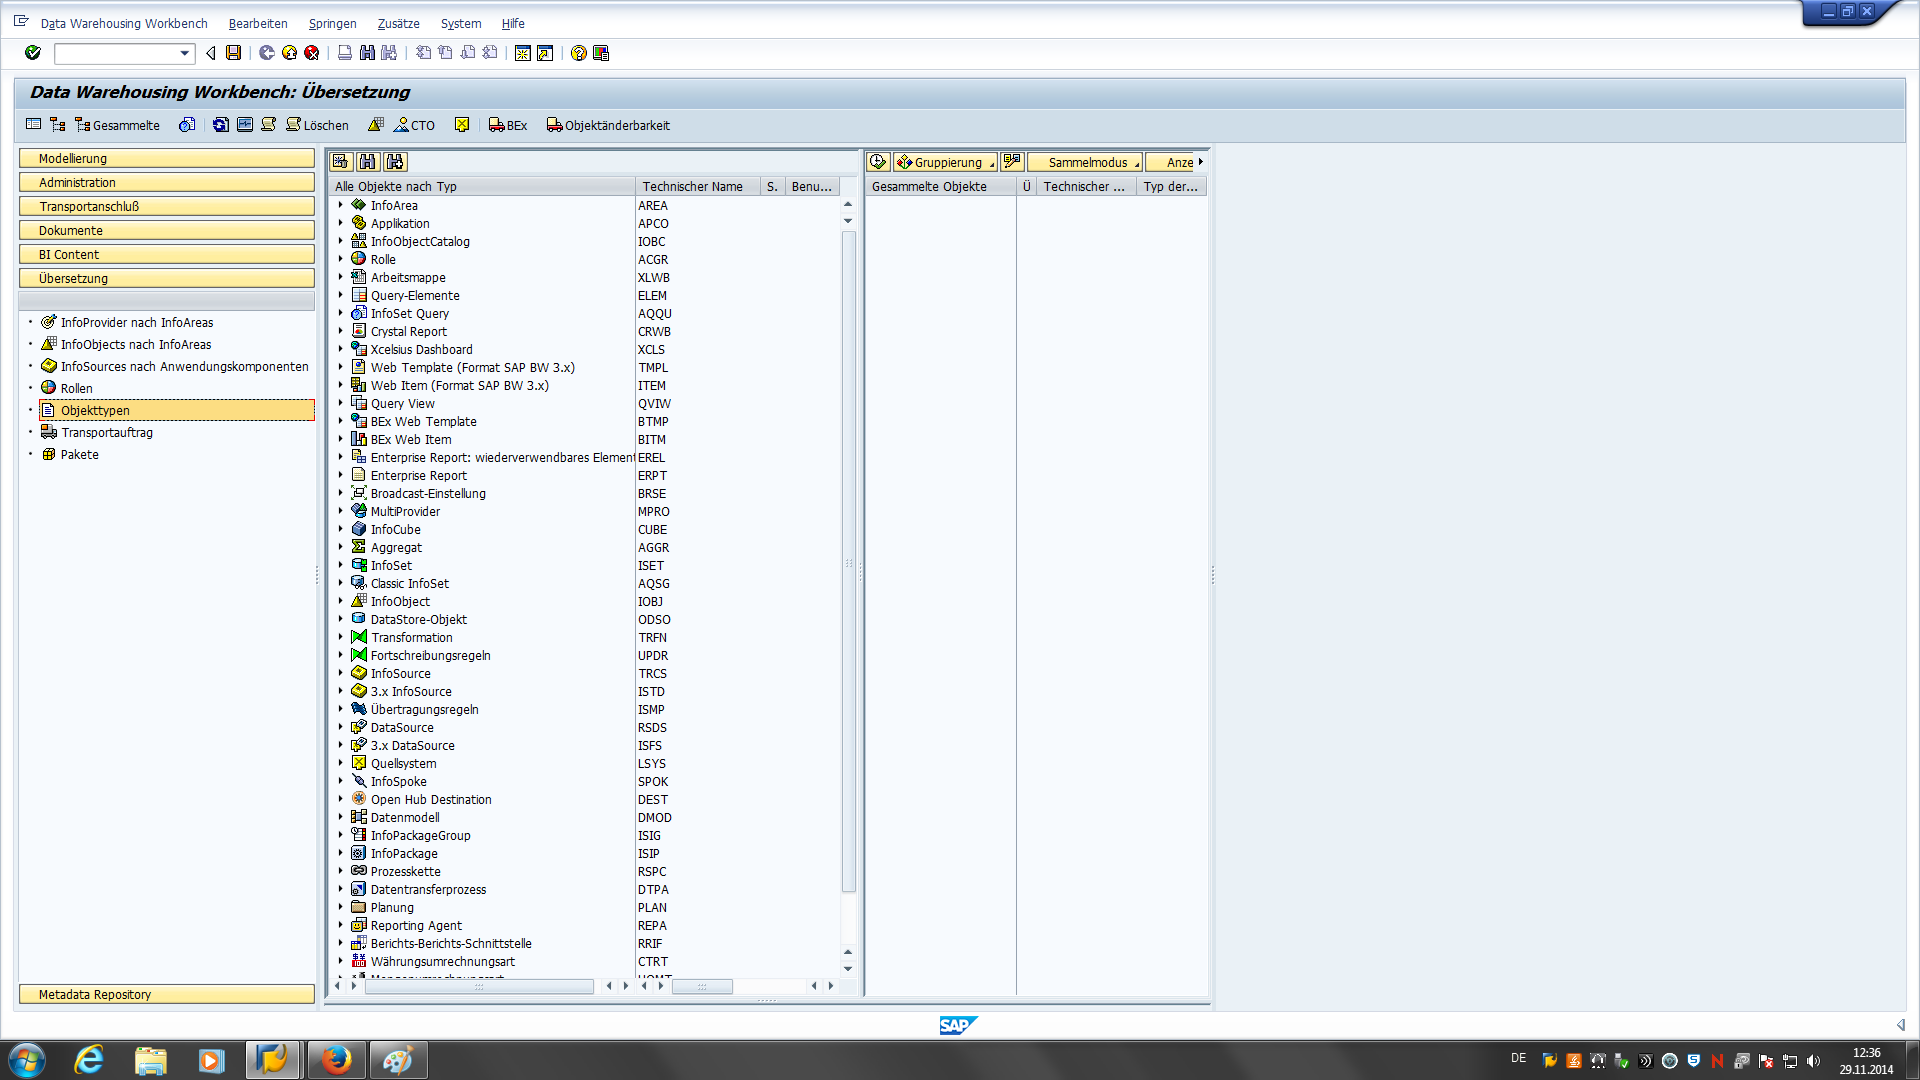 Data Warehousing Workbench Bearbeiten Springen Zusätze System Hilfe
Data Warehousing Workbench: Übersetzung
Gesammelte Löschen CTO BEx Objektänderbarkeit
Modellierung
Administration
Transportanschluß
Dokumente
BI Content
Übersetzung
InfoProvider nach InfoAreas
InfoObjects nach InfoAreas
InfoSources nach Anwendungskomponenten
Rollen
Objekttypen
Transportauftrag
Pakete
Metadata Repository
Alle Objekte nach Typ Technischer Name S. Benu...
InfoArea AREA
Applikation APCO
InfoObjectCatalog IOBC
Rolle ACGR
Arbeitsmappe XLWB
Query-Elemente ELEM
InfoSet Query AQQU
Crystal Report CRWB
Xcelsius Dashboard XCLS
Web Template (Format SAP BW 3.x) TMPL
Web Item (Format SAP BW 3.x) ITEM
Query View QVIW
BEx Web Template BTMP
BEx Web Item BITM
Enterprise Report: wiederverwendbares Element EREL
Enterprise Report ERPT
Broadcast-Einstellung BRSE
MultiProvider MPRO
InfoCube CUBE
Aggregat AGGR
InfoSet ISET
Classic InfoSet AQSG
InfoObject IOBJ
DataStore-Objekt ODSO
Transformation TRFN
Fortschreibungsregeln UPDR
InfoSource TRCS
3.x InfoSource ISTD
Übertragungsregeln ISMP
DataSource RSDS
3.x DataSource ISFS
Quellsystem LSYS
InfoSpoke SPOK
Open Hub Destination DEST
Datenmodell DMOD
InfoPackageGroup ISIG
InfoPackage ISIP
Prozesskette RSPC
Datentransferprozess DTPA
Planung PLAN
Reporting Agent REPA
Berichts-Berichts-Schnittstelle RRIF
Währungsumrechnungsart CTRT
Gruppierung Sammelmodus Anze
Gesammelte Objekte Ü Technischer ... Typ der...
SAP
DE
12:36
29.11.2014